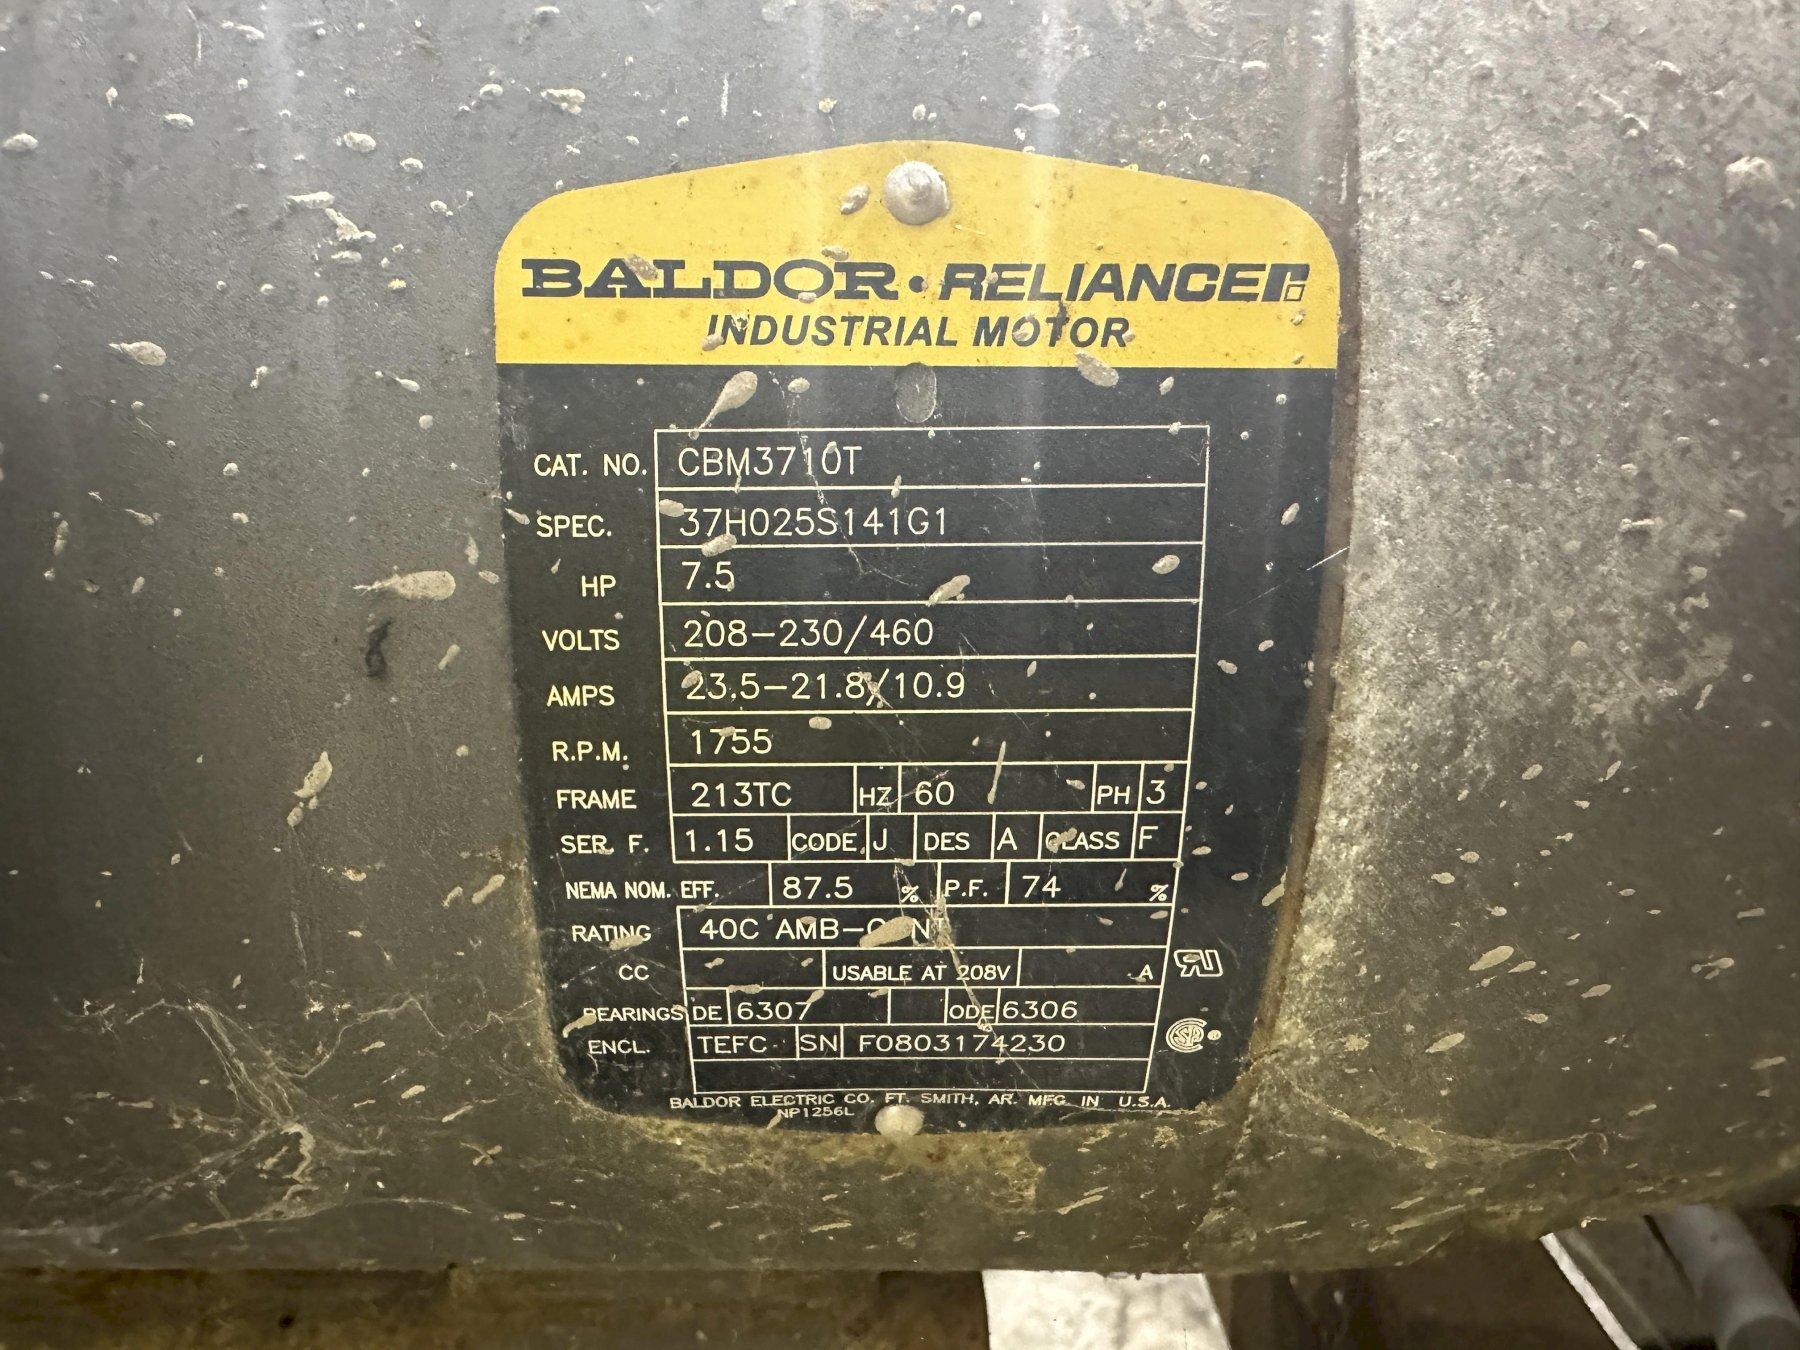 BALDOR • RELIANCE
INDUSTRIAL MOTOR
CAT. NO. CBM3710T
SPEC. 37H025S141G1
HP 7.5
VOLTS 208-230/460
AMPS 23.5-21.8/10.9
R.P.M. 1755
FRAME 213TC HZ 60 PH 3
SER. F. 1.15 CODE J DES A CLASS F
NEMA NOM. EFF. 87.5 % P.F. 74 %
RATING 40C AMB-CONT
CC USABLE AT 208V A
BEARINGS DE 6307 ODE 6306
ENCL. TEFC SN F0803174230
BALDOR ELECTRIC CO. FT. SMITH, AR. MFG. IN U.S.A.
NP1256L